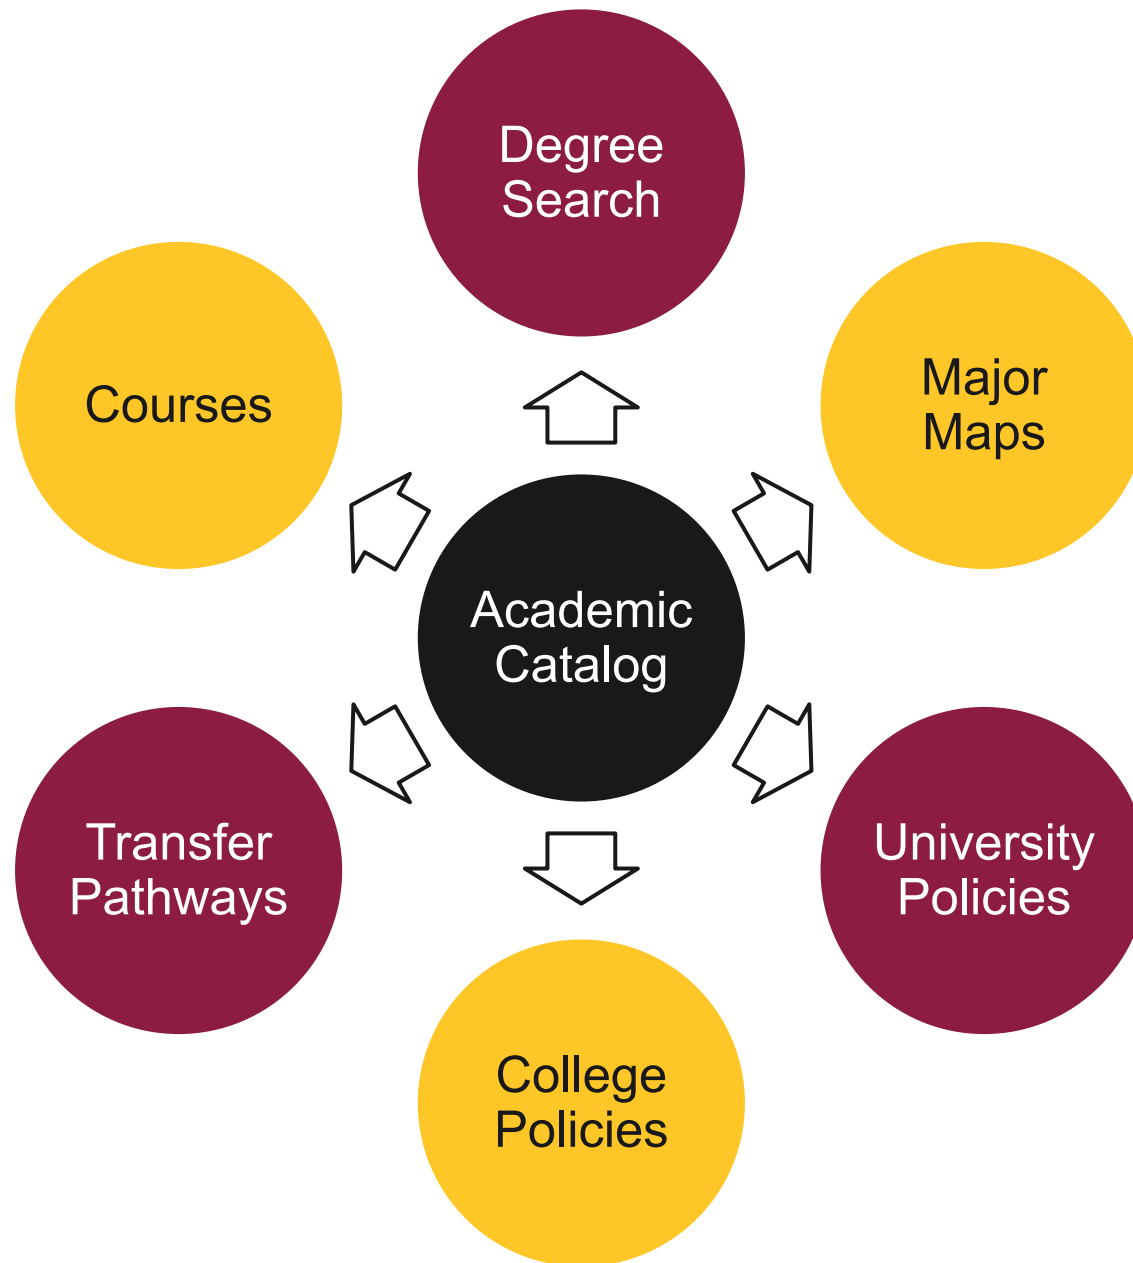 Degree
Search
Courses
Major
Maps
Academic
Catalog
Transfer
Pathways
University
Policies
College
Policies